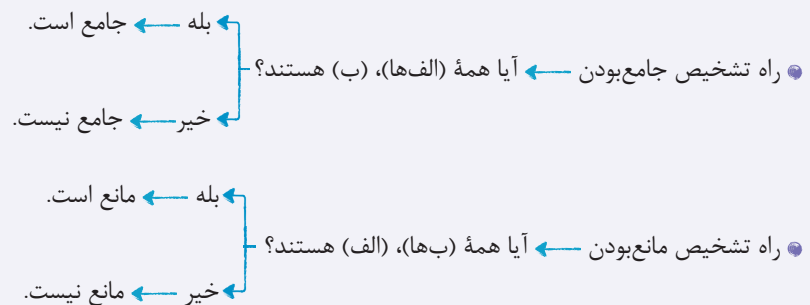 بله ← جامع است.
راه تشخیص جامع‌بودن ← آیا همهٔ (الف‌ها)، (ب) هستند؟
خیر ← جامع نیست.
بله ← مانع است.
راه تشخیص مانع‌بودن ← آیا همهٔ (ب‌ها)، (الف) هستند؟
خیر ← مانع نیست.